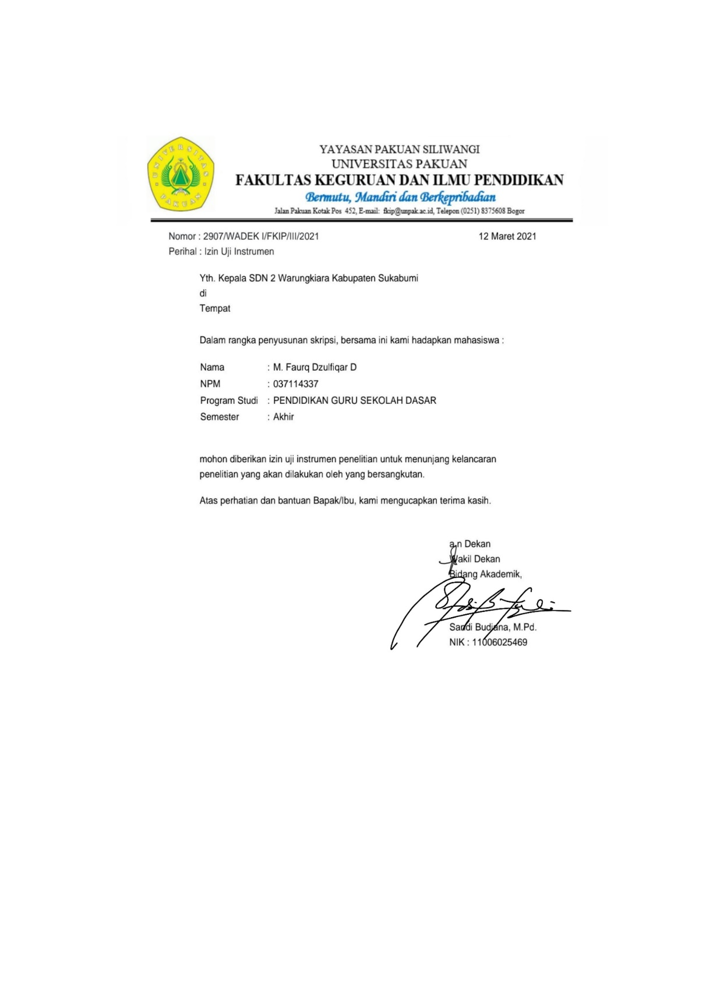 UNIVERSITAS
PAKUAN
YAYASAN PAKUAN SILIWANGI
UNIVERSITAS PAKUAN
FAKULTAS KEGURUAN DAN ILMU PENDIDIKAN
Bermutu, Mandiri dan Berkepribadian
Jalan Pakuan Kotak Pos 452, E-mail: fkip@unpak.ac.id, Telepon (0251) 8375608 Bogor
Nomor : 2907/WADEK I/FKIP/III/2021 12 Maret 2021
Perihal : Izin Uji Instrumen
Yth. Kepala SDN 2 Warungkiara Kabupaten Sukabumi
di
Tempat
Dalam rangka penyusunan skripsi, bersama ini kami hadapkan mahasiswa :
Nama : M. Faurq Dzulfiqar D
NPM : 037114337
Program Studi : PENDIDIKAN GURU SEKOLAH DASAR
Semester : Akhir
mohon diberikan izin uji instrumen penelitian untuk menunjang kelancaran
penelitian yang akan dilakukan oleh yang bersangkutan.
Atas perhatian dan bantuan Bapak/Ibu, kami mengucapkan terima kasih.
a.n Dekan
Wakil Dekan
Bidang Akademik,
Sandi Budiana, M.Pd.
NIK : 11006025469